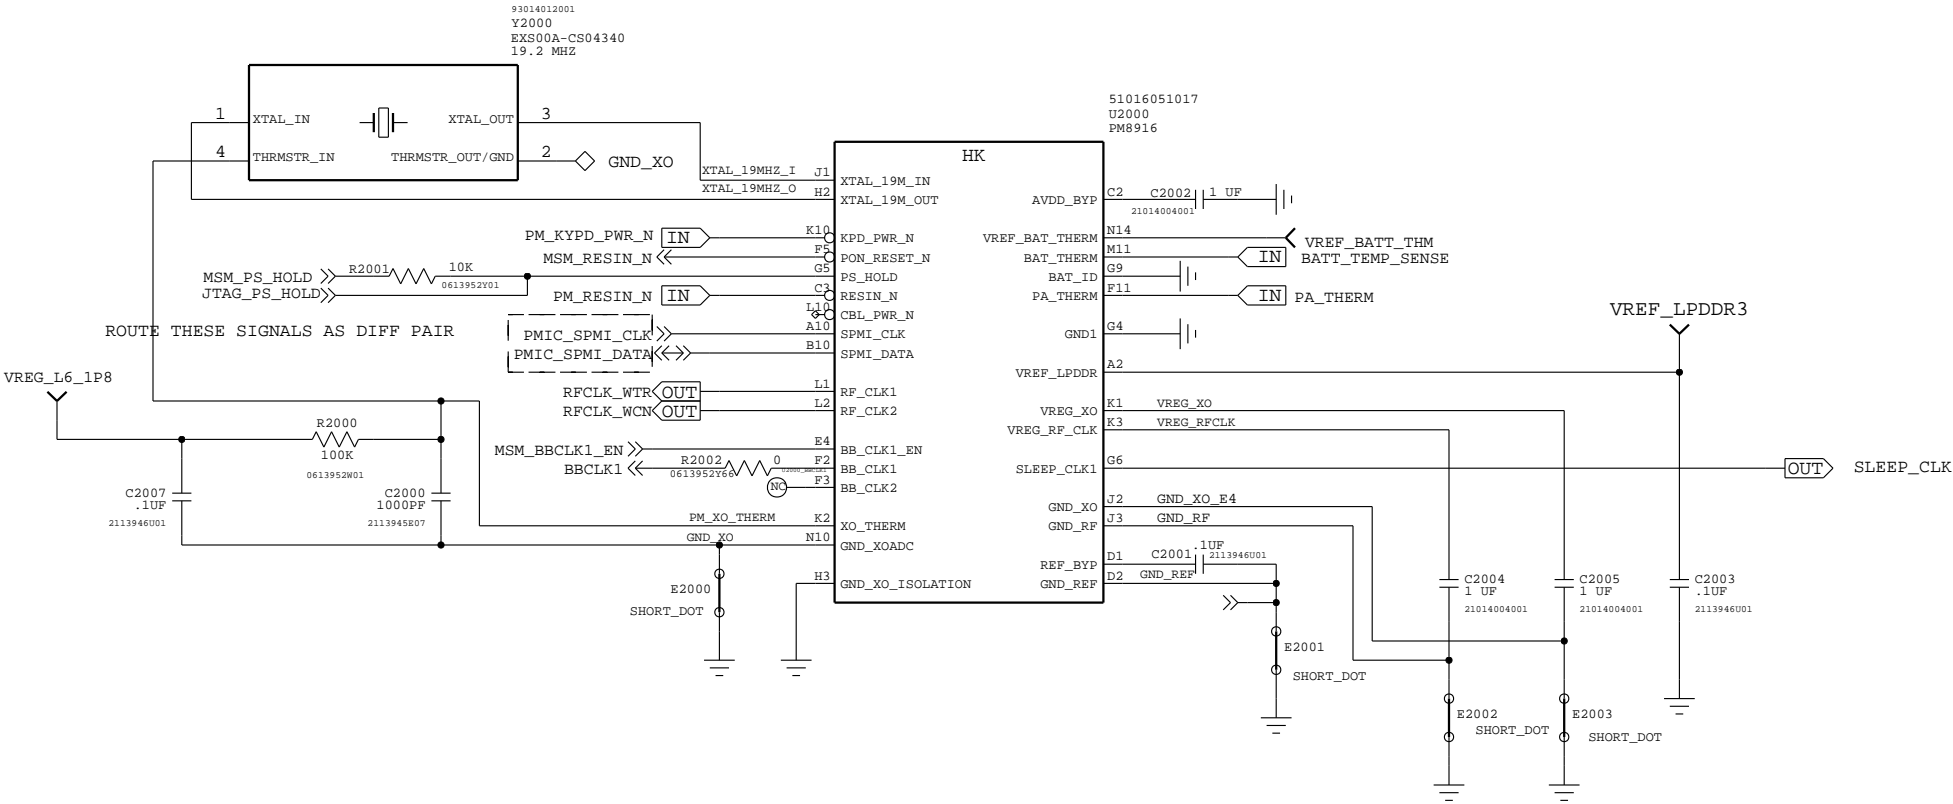 93014012001
Y2000
EXS00A-CS04340
19.2 MHZ
1
XTAL_IN
XTAL_OUT
3
4
THRMSTR_IN
THRMSTR_OUT/GND
2
GND_XO
51016051017
U2000
PM8916
HK
XTAL_19MHZ_I
J1
XTAL_19M_IN
XTAL_19MHZ_O
H2
XTAL_19M_OUT
PM_KYPD_PWR_N
IN
K10
KPD_PWR_N
MSM_RESIN_N
F5
PON_RESET_N
MSM_PS_HOLD
R2001
10K
0613952Y01
G5
PS_HOLD
JTAG_PS_HOLD
PM_RESIN_N
IN
C3
RESIN_N
L10
CBL_PWR_N
ROUTE THESE SIGNALS AS DIFF PAIR
PMIC_SPMI_CLK
A10
SPMI_CLK
PMIC_SPMI_DATA
B10
SPMI_DATA
RFCLK_WTR
OUT
L1
RF_CLK1
RFCLK_WCN
OUT
L2
RF_CLK2
MSM_BBCLK1_EN
E4
BB_CLK1_EN
BBCLK1
R2002
0
0613952Y66
U2000_BBCLK1
F2
BB_CLK1
NC
F3
BB_CLK2
PM_XO_THERM
K2
XO_THERM
GND_XO
N10
GND_XOADC
H3
GND_XO_ISOLATION
VREG_L6_1P8
R2000
100K
0613952W01
C2007
.1UF
2113946U01
C2000
1000PF
2113945E07
E2000
SHORT_DOT
AVDD_BYP
C2
C2002
1 UF
21014004001
VREF_BAT_THERM
N14
VREF_BATT_THM
BAT_THERM
M11
IN
BATT_TEMP_SENSE
BAT_ID
G9
PA_THERM
F11
IN
PA_THERM
GND1
G4
VREF_LPDDR3
VREF_LPDDR
A2
VREG_XO
K1
VREG_XO
VREG_RF_CLK
K3
VREG_RFCLK
SLEEP_CLK1
G6
OUT
SLEEP_CLK
GND_XO
J2
GND_XO_E4
GND_RF
J3
GND_RF
REF_BYP
D1
C2001
.1UF
2113946U01
GND_REF
D2
GND_REF
E2001
SHORT_DOT
C2004
1 UF
21014004001
C2005
1 UF
21014004001
C2003
.1UF
2113946U01
E2002
SHORT_DOT
E2003
SHORT_DOT